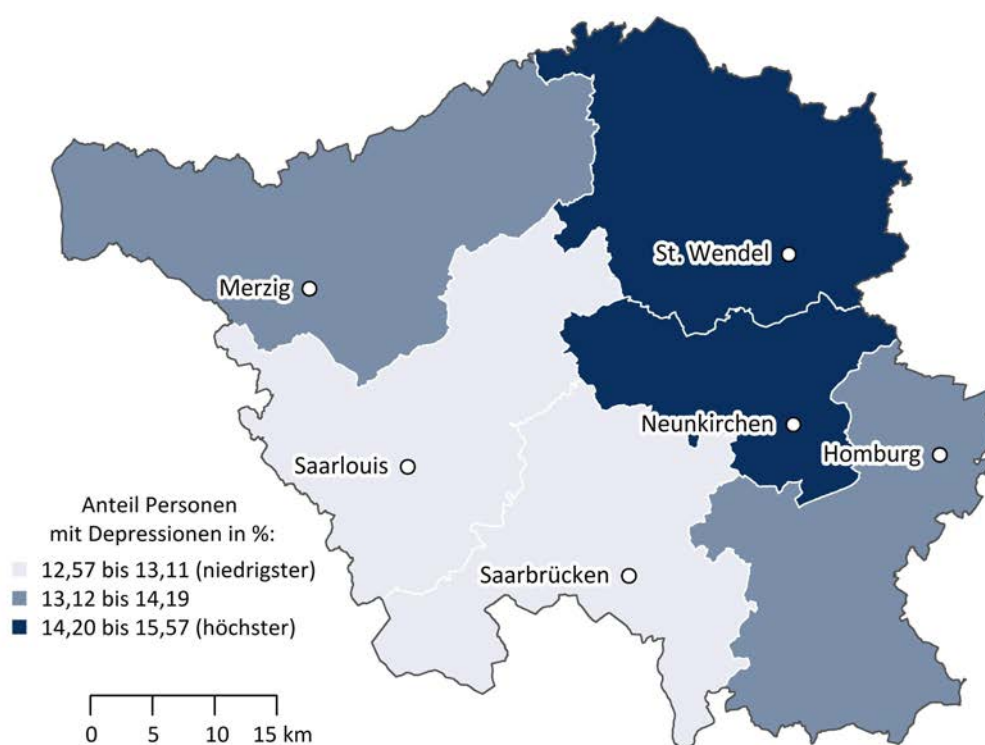 St. Wendel
Merzig
Neunkirchen
Homburg
Saarlouis
Saarbrücken
Anteil Personen
mit Depressionen in %:
12,57 bis 13,11 (niedrigster)
13,12 bis 14,19
14,20 bis 15,57 (höchster)
0 5 10 15 km